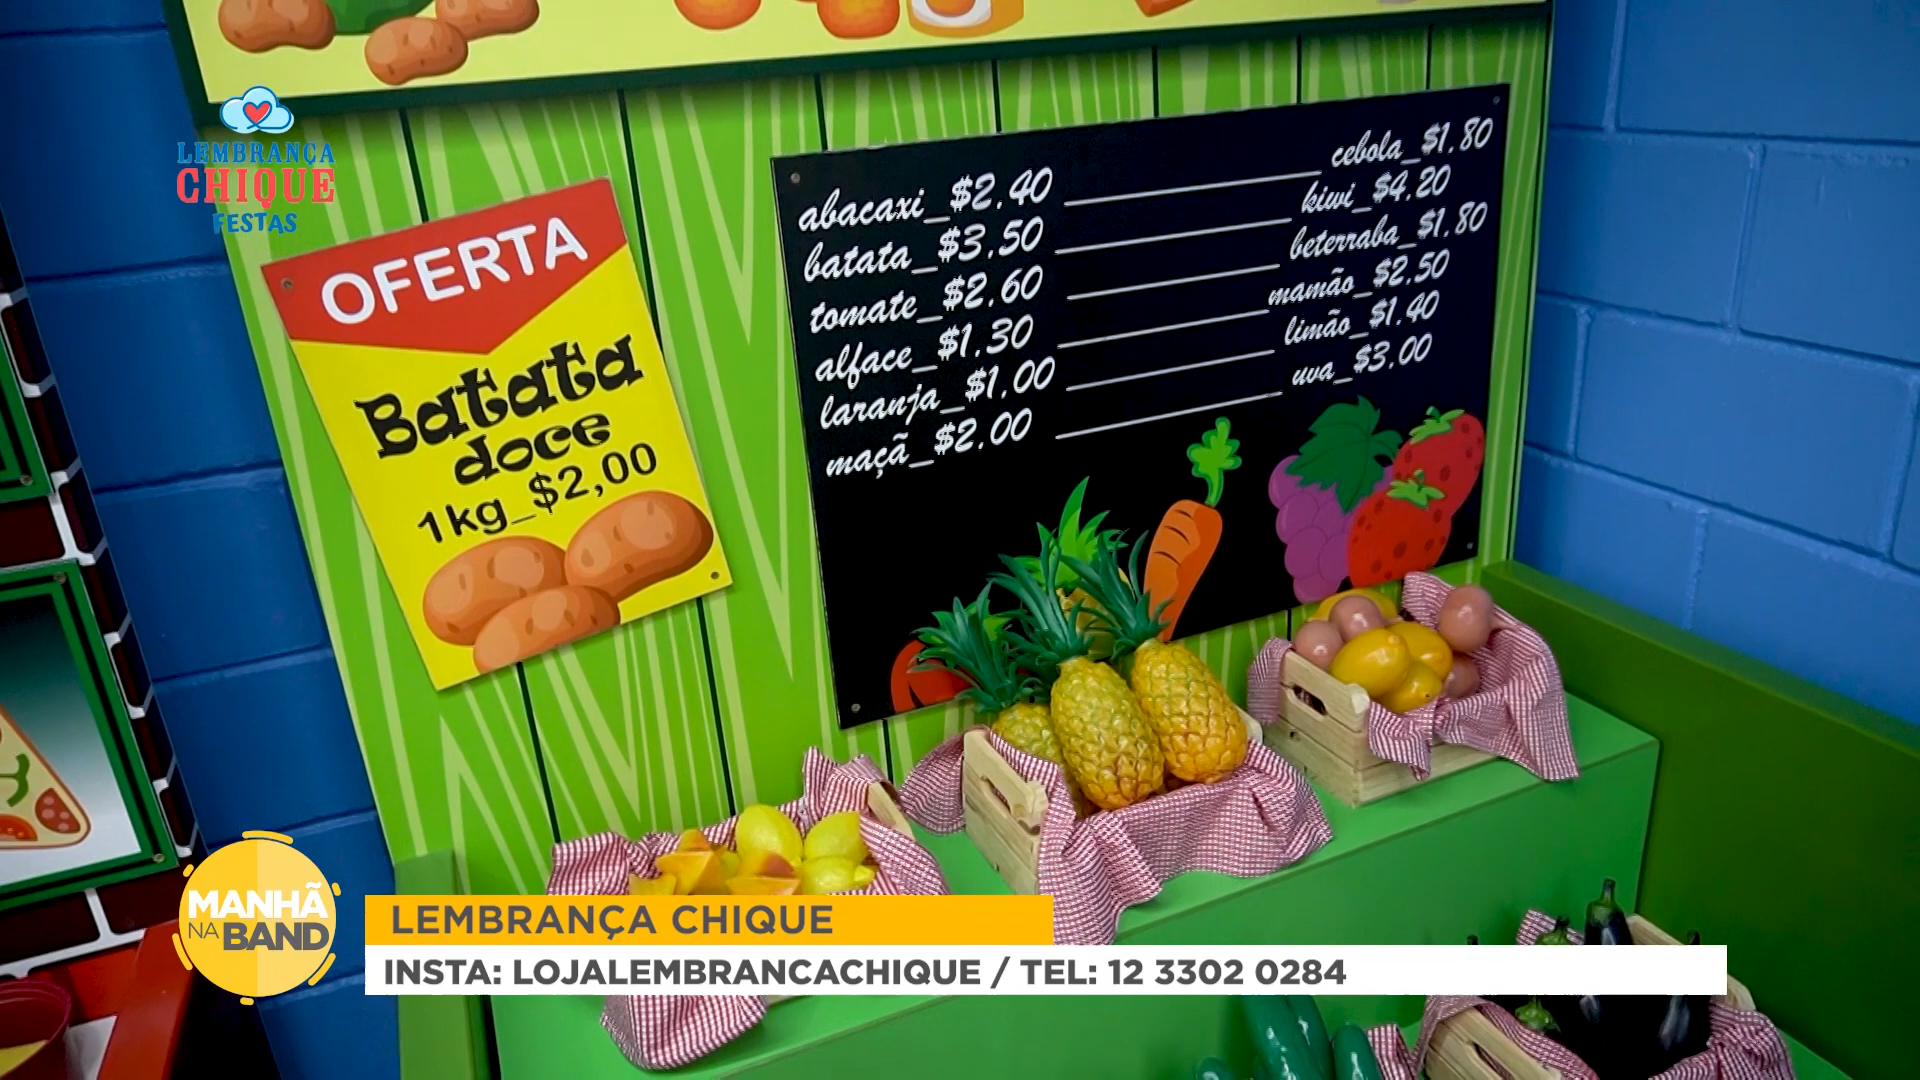 LEMBRANÇA
CHIQUE
FESTAS
OFERTA
Batata
doce
1kg_$2,00
abacaxi_$2.40
batata_$3.50
tomate_$2.60
alface_$1.30
laranja_$1.00
maçã_$2.00
cebola_$1.80
kiwi_$4.20
beterraba_$1.80
mamão_$2.50
limão_$1.40
uva_$3.00
MANHÃ
NA BAND
LEMBRANÇA CHIQUE
INSTA: LOJALEMBRANCACHIQUE / TEL: 12 3302 0284